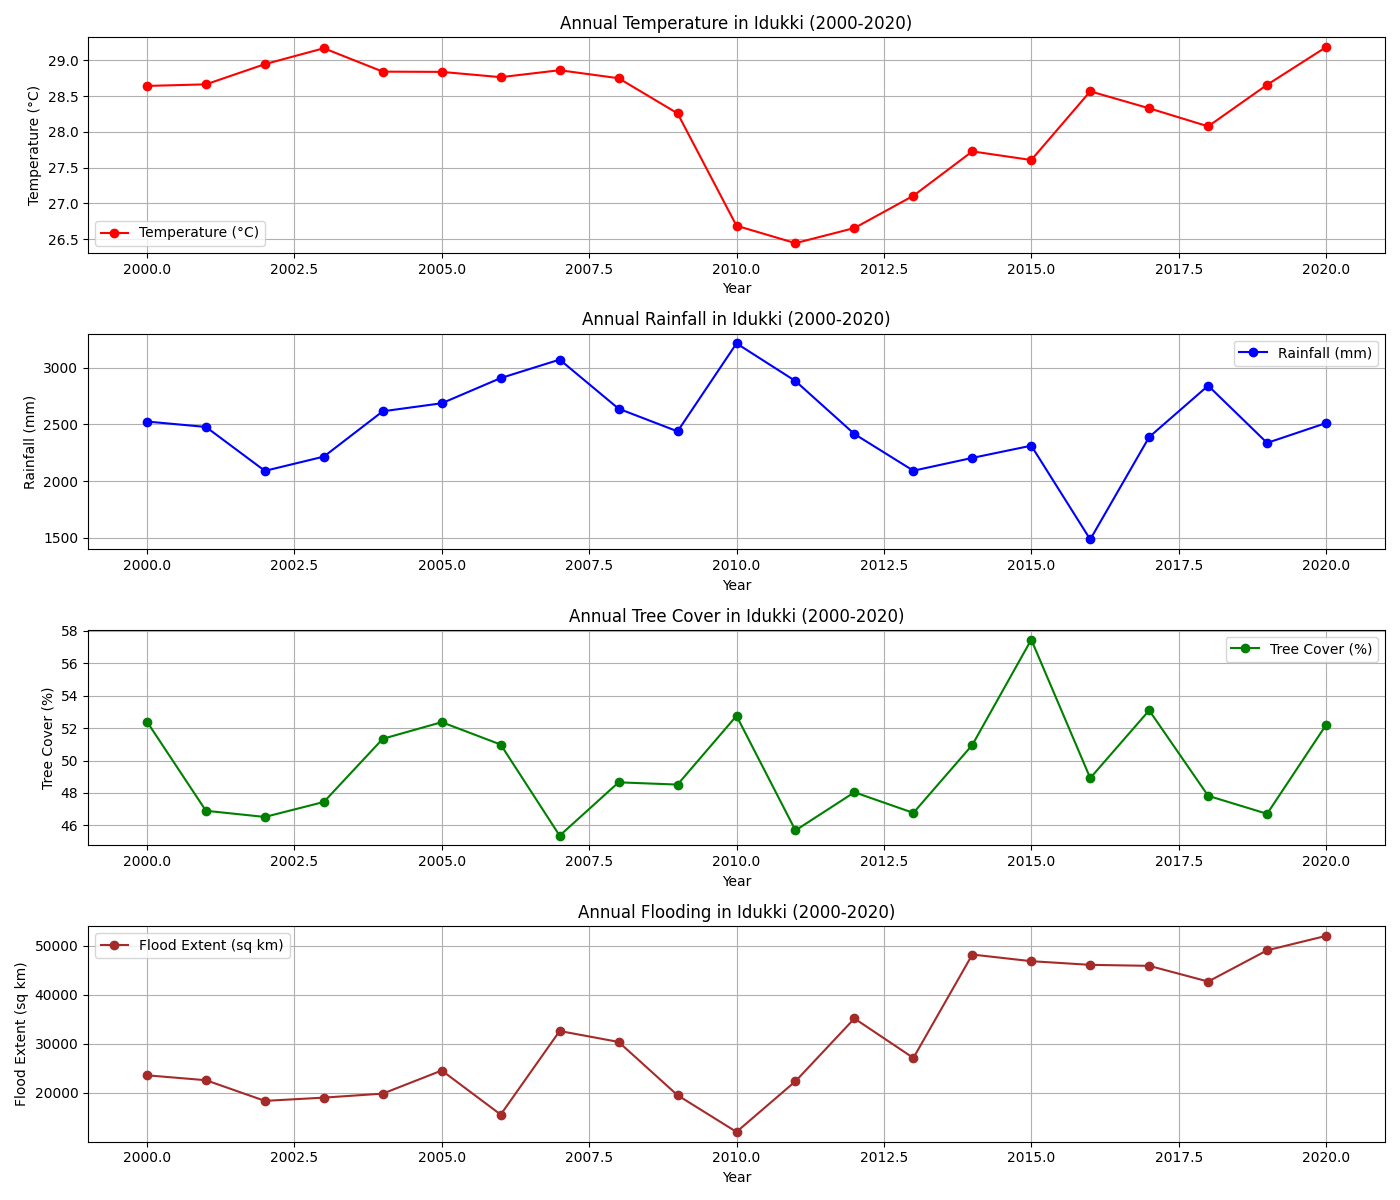 Annual Temperature in Idukki (2000-2020)
Temperature (°C)
29.0
28.5
28.0
27.5
27.0
26.5
Temperature (°C)
2000.0 2002.5 2005.0 2007.5 2010.0 2012.5 2015.0 2017.5 2020.0
Year
Annual Rainfall in Idukki (2000-2020)
Rainfall (mm)
3000
2500
2000
1500
Rainfall (mm)
2000.0 2002.5 2005.0 2007.5 2010.0 2012.5 2015.0 2017.5 2020.0
Year
Annual Tree Cover in Idukki (2000-2020)
Tree Cover (%)
58
56
54
52
50
48
46
Tree Cover (%)
2000.0 2002.5 2005.0 2007.5 2010.0 2012.5 2015.0 2017.5 2020.0
Year
Annual Flooding in Idukki (2000-2020)
Flood Extent (sq km)
50000
40000
30000
20000
Flood Extent (sq km)
2000.0 2002.5 2005.0 2007.5 2010.0 2012.5 2015.0 2017.5 2020.0
Year